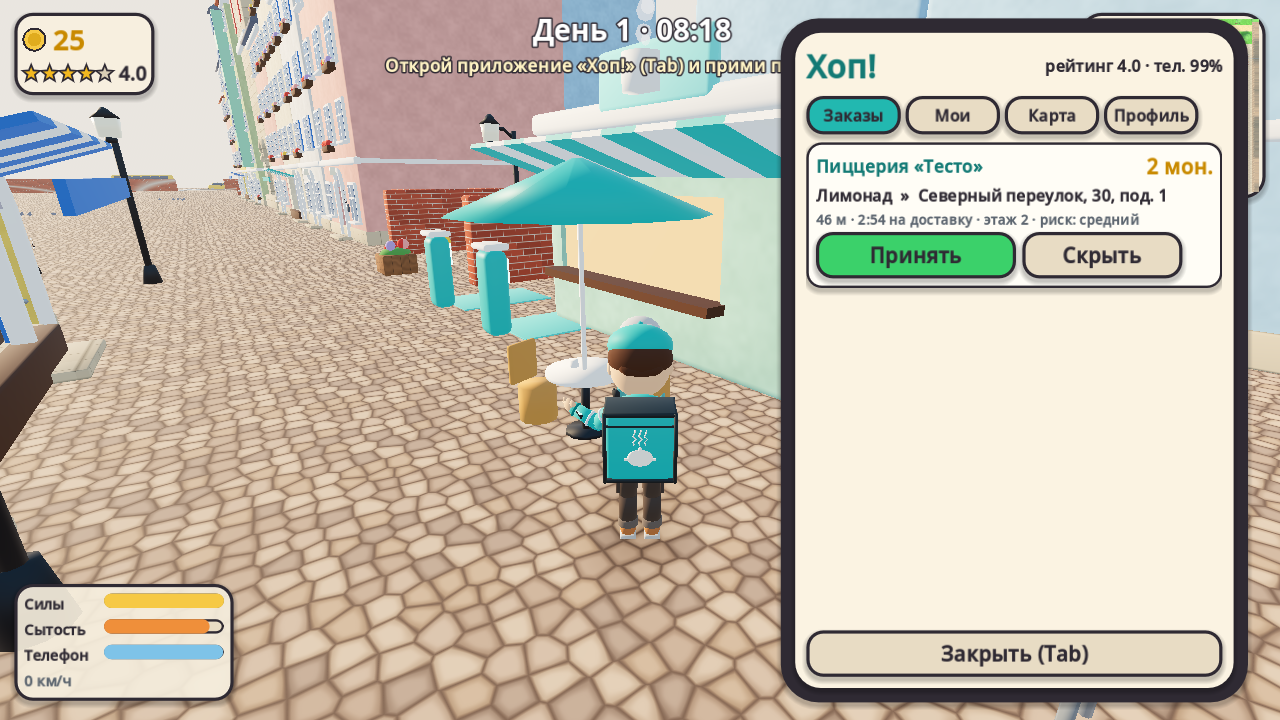 25
4.0
День 1 · 08:18
Открой приложение «Хоп!» (Tab) и прими п
Хоп!
рейтинг 4.0 · тел. 99%
Заказы
Мои
Карта
Профиль
Пиццерия «Тесто»
2 мон.
Лимонад » Северный переулок, 30, под. 1
46 м · 2:54 на доставку · этаж 2 · риск: средний
Принять
Скрыть
Силы
Сытость
Телефон
0 км/ч
Закрыть (Tab)